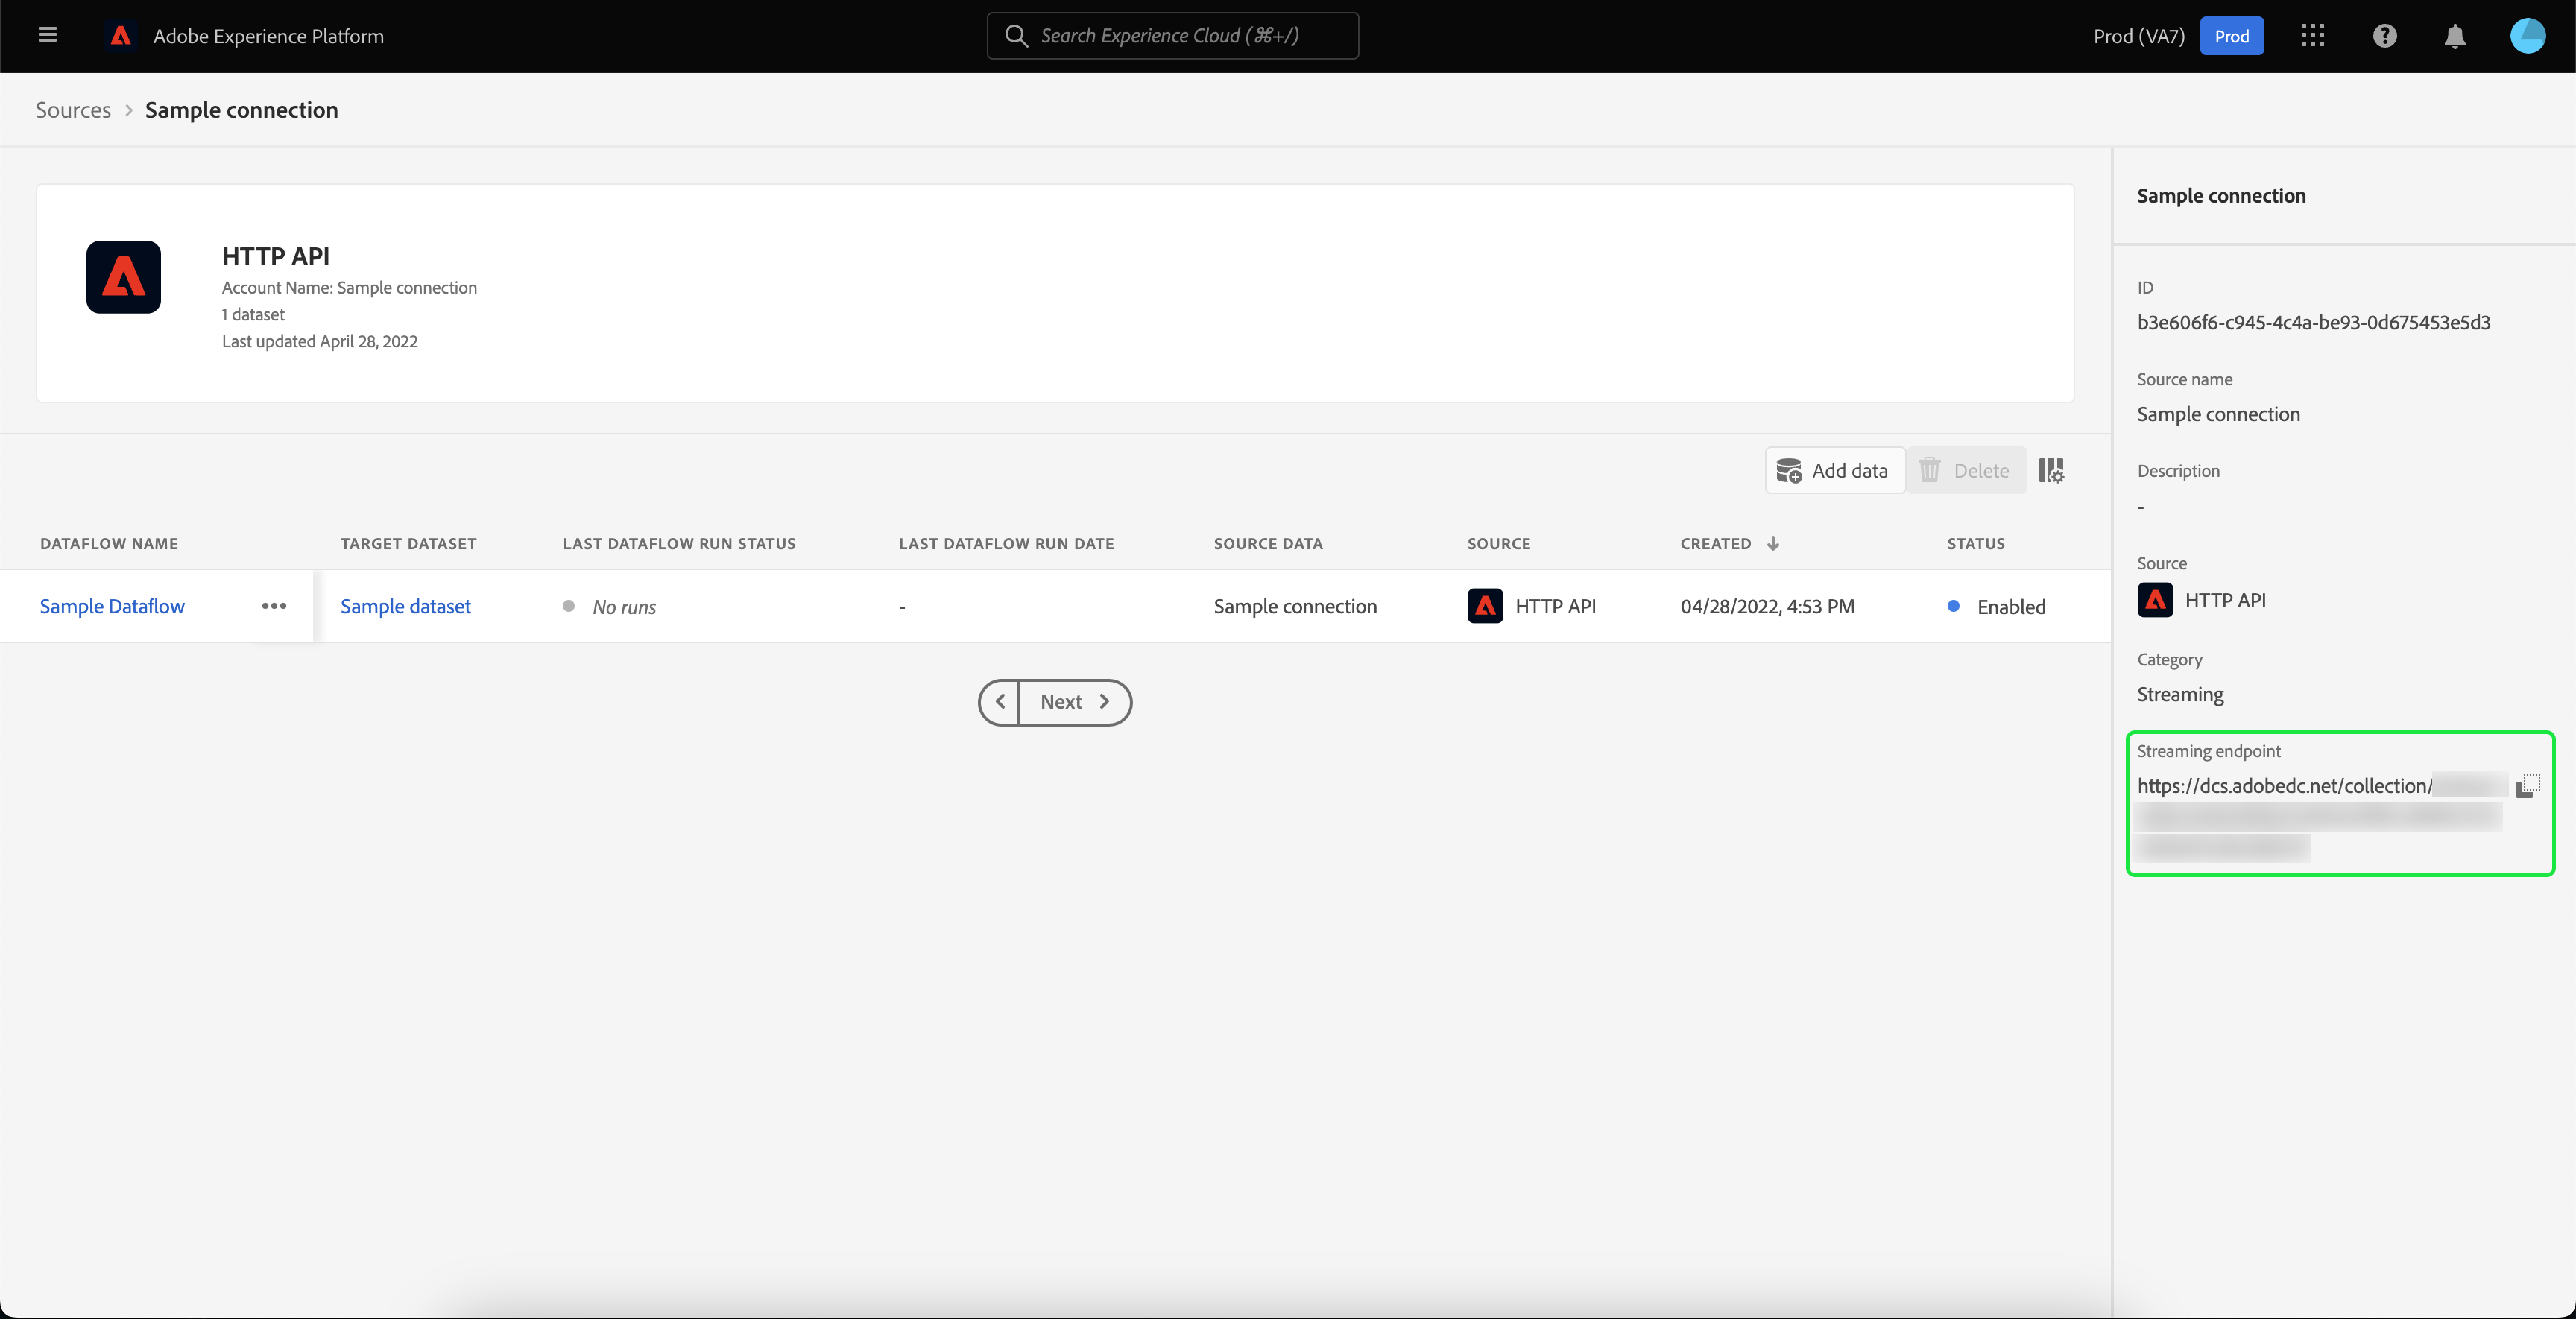 Adobe Experience Platform
Search Experience Cloud (⌘+/)
Prod (VA7)
Prod
Sources > Sample connection
HTTP API
Account Name: Sample connection
1 dataset
Last updated April 28, 2022
Add data
Delete
DATAFLOW NAME TARGET DATASET LAST DATAFLOW RUN STATUS LAST DATAFLOW RUN DATE SOURCE DATA SOURCE CREATED ↓ STATUS
Sample Dataflow ••• Sample dataset No runs - Sample connection HTTP API 04/28/2022, 4:53 PM Enabled
Next
Sample connection
ID
b3e606f6-c945-4c4a-be93-0d675453e5d3
Source name
Sample connection
Description
-
Source
HTTP API
Category
Streaming
Streaming endpoint
https://dcs.adobedc.net/collection/